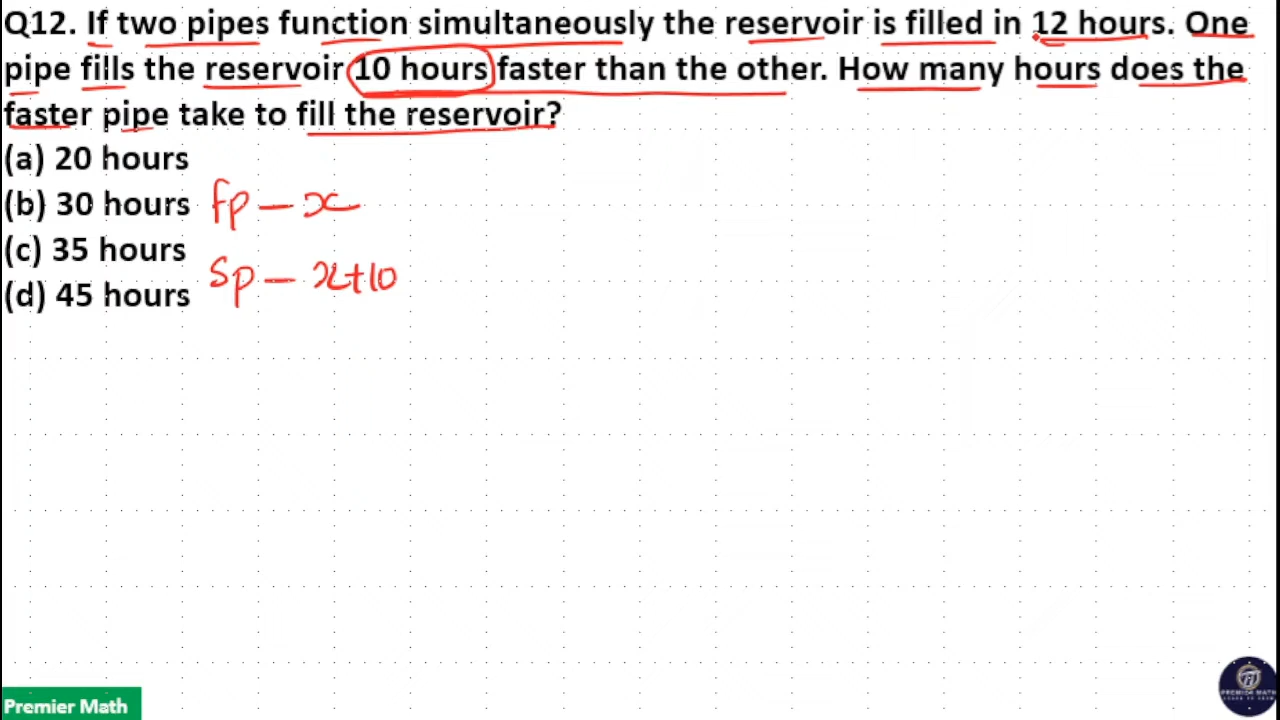 Q12. If two pipes function simultaneously the reservoir is filled in 12 hours. One
pipe fills the reservoir 10 hours faster than the other. How many hours does the
faster pipe take to fill the reservoir?
(a) 20 hours
(b) 30 hours
fp - x
(c) 35 hours
sp - x+10
(d) 45 hours
Premier Math
PREMIER MATH